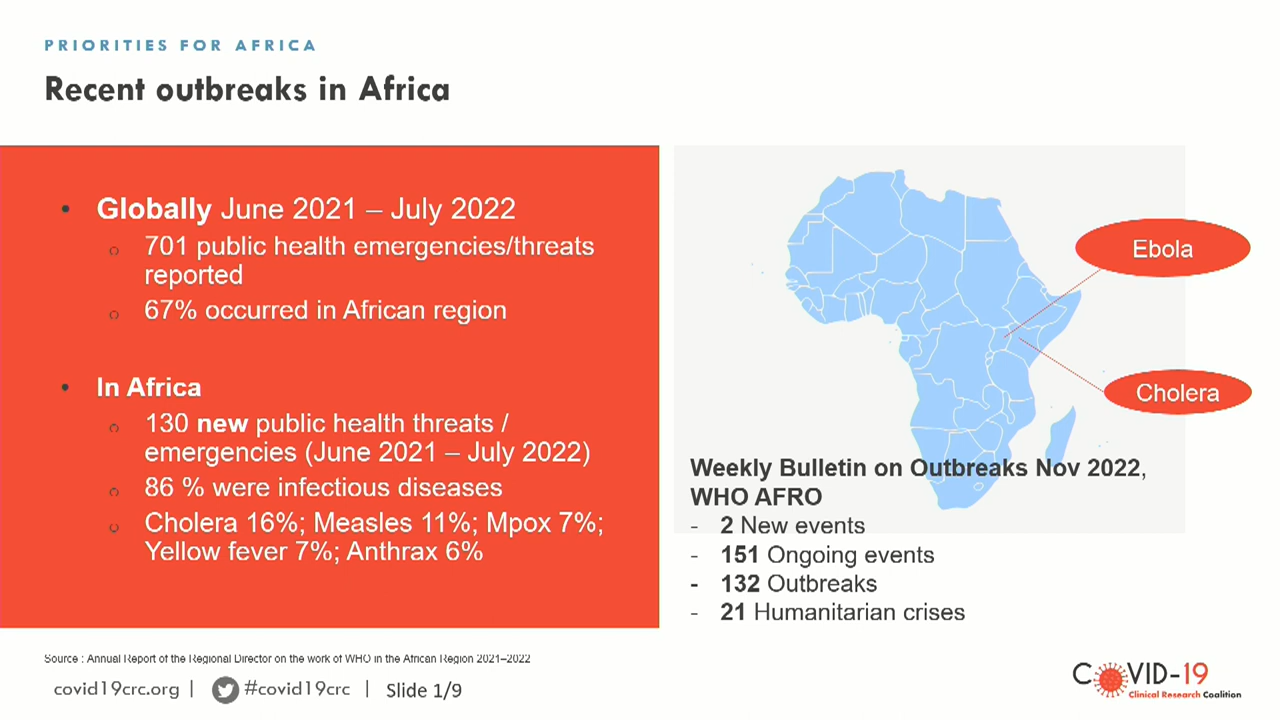 PRIORITIES FOR AFRICA
Recent outbreaks in Africa
• Globally June 2021 – July 2022
○ 701 public health emergencies/threats
reported
○ 67% occurred in African region
• In Africa
○ 130 new public health threats /
emergencies (June 2021 – July 2022)
○ 86 % were infectious diseases
○ Cholera 16%; Measles 11%; Mpox 7%;
Yellow fever 7%; Anthrax 6%
Ebola
Cholera
Weekly Bulletin on Outbreaks Nov 2022,
WHO AFRO
- 2 New events
- 151 Ongoing events
- 132 Outbreaks
- 21 Humanitarian crises
Source : Annual Report of the Regional Director on the work of WHO in the African Region 2021–2022
covid19crc.org | #covid19crc | Slide 1/9
COVID-19
Clinical Research Coalition